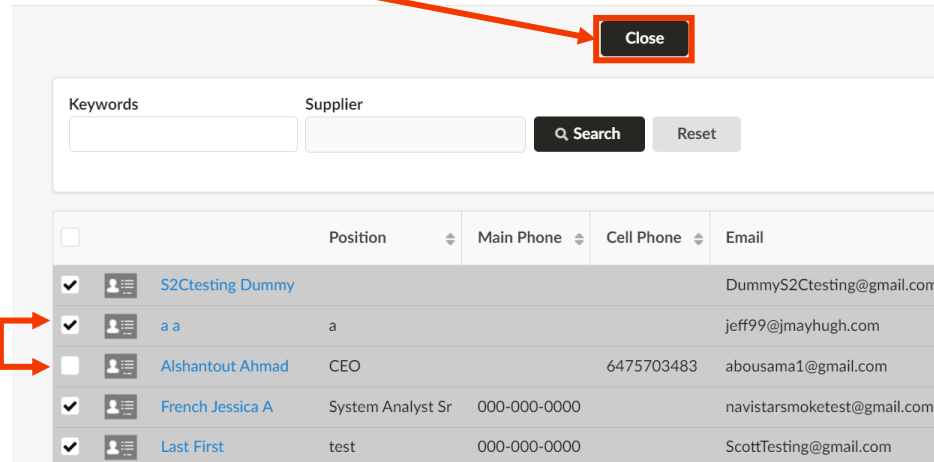 Close
Keywords Supplier
Search Reset
Position Main Phone Cell Phone Email
S2Ctesting Dummy DummyS2Ctesting@gmail.com
a a a jeff99@jmayhugh.com
Alshantout Ahmad CEO 6475703483 abousama1@gmail.com
French Jessica A System Analyst Sr 000-000-0000 navistarsmoketest@gmail.com
Last First test 000-000-0000 ScottTesting@gmail.com